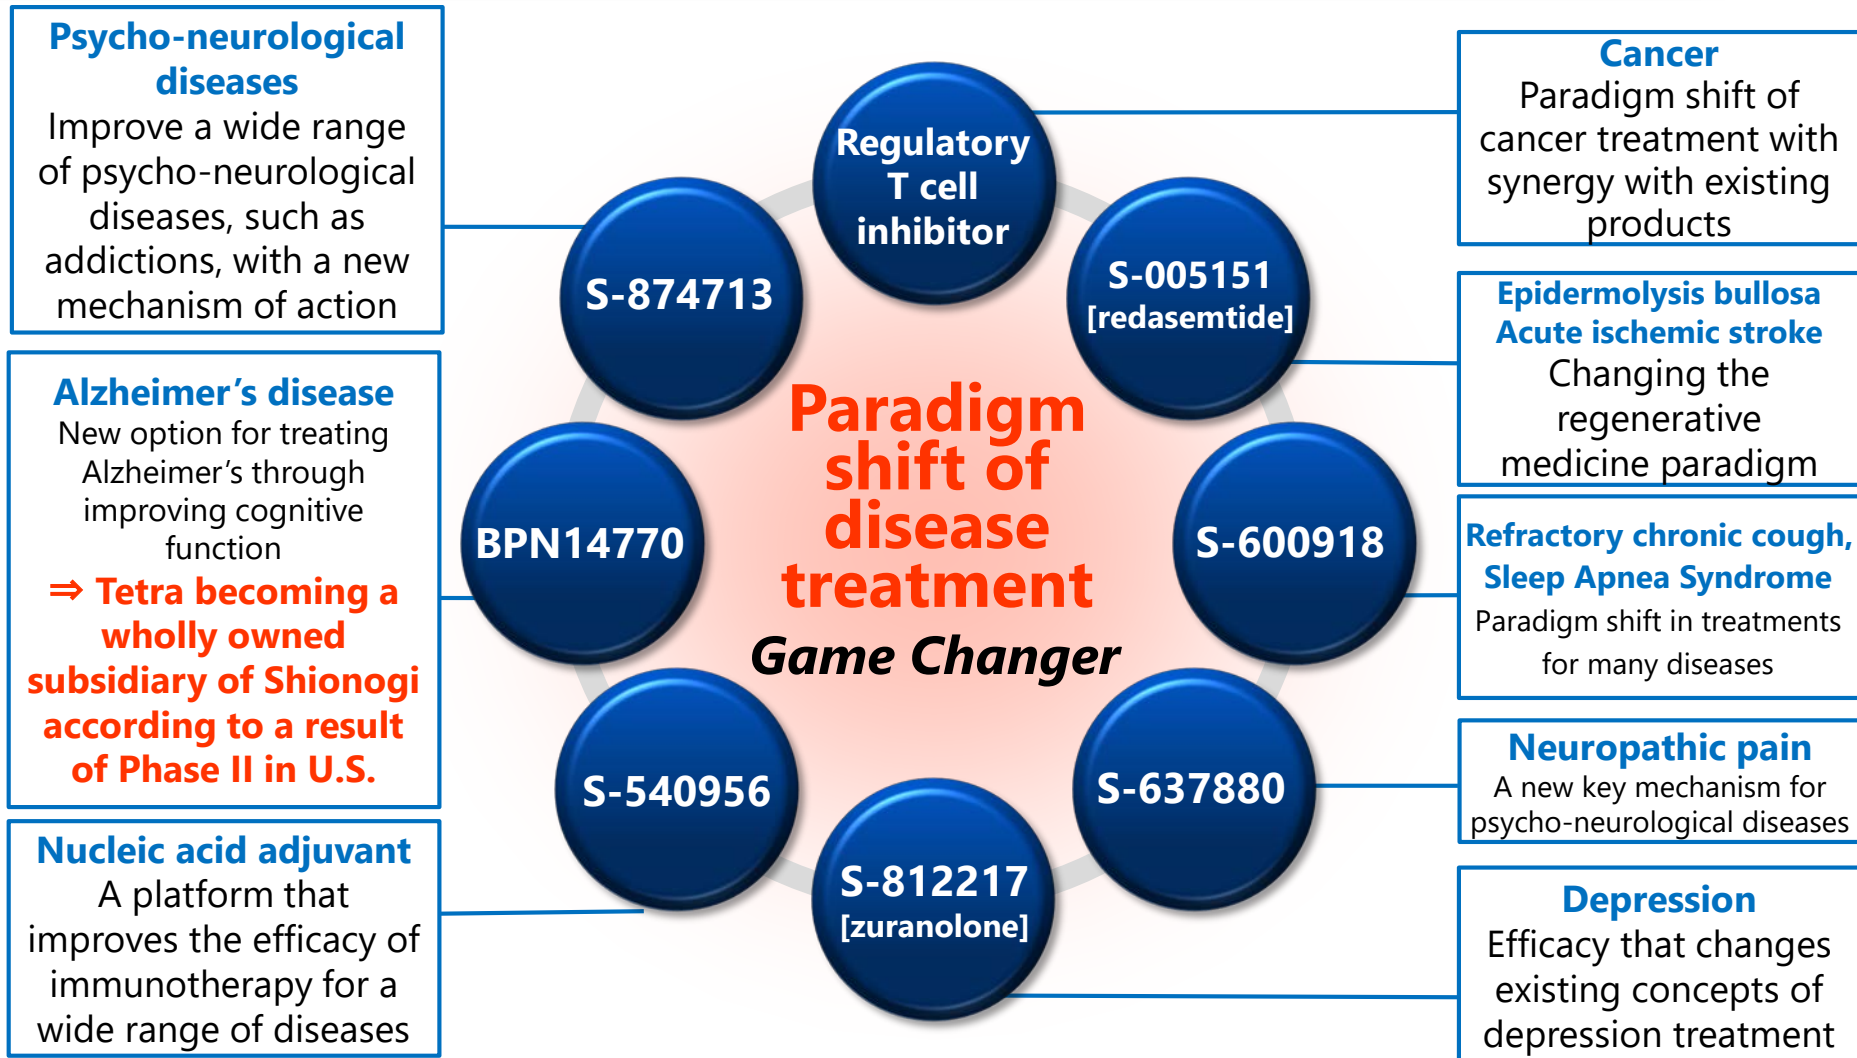 Psycho-neurological
diseases
Improve a wide range
of psycho-neurological
diseases, such as
addictions, with a new
mechanism of action
Alzheimer’s disease
New option for treating
Alzheimer’s through
improving cognitive
function
⇒ Tetra becoming a
wholly owned
subsidiary of Shionogi
according to a result
of Phase II in U.S.
Nucleic acid adjuvant
A platform that
improves the efficacy of
immunotherapy for a
wide range of diseases
Regulatory
T cell
inhibitor
S-874713
S-005151
[redasemtide]
BPN14770
S-600918
S-540956
S-637880
S-812217
[zuranolone]
Paradigm
shift of
disease
treatment
Game Changer
Cancer
Paradigm shift of
cancer treatment with
synergy with existing
products
Epidermolysis bullosa
Acute ischemic stroke
Changing the
regenerative
medicine paradigm
Refractory chronic cough,
Sleep Apnea Syndrome
Paradigm shift in treatments
for many diseases
Neuropathic pain
A new key mechanism for
psycho-neurological diseases
Depression
Efficacy that changes
existing concepts of
depression treatment